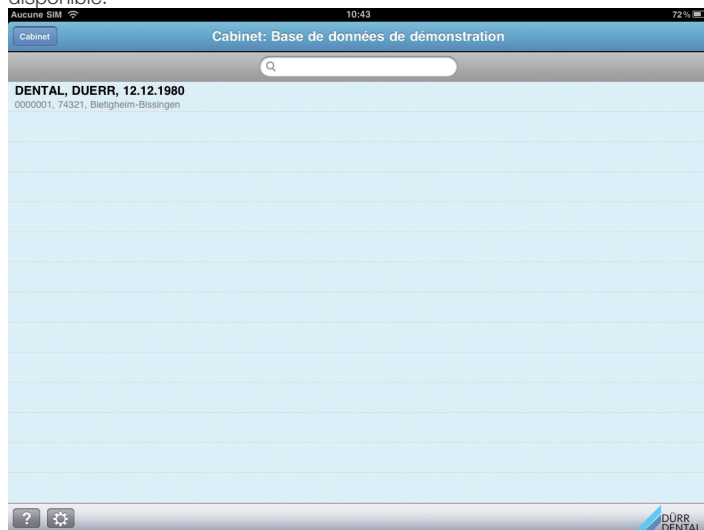 disponible.
Aucune SIM 10:43 72 %
Cabinet Cabinet: Base de données de démonstration
DENTAL, DUERR, 12.12.1980
0000001, 74321, Bietigheim-Bissingen
?
DÜRR
DENTAL